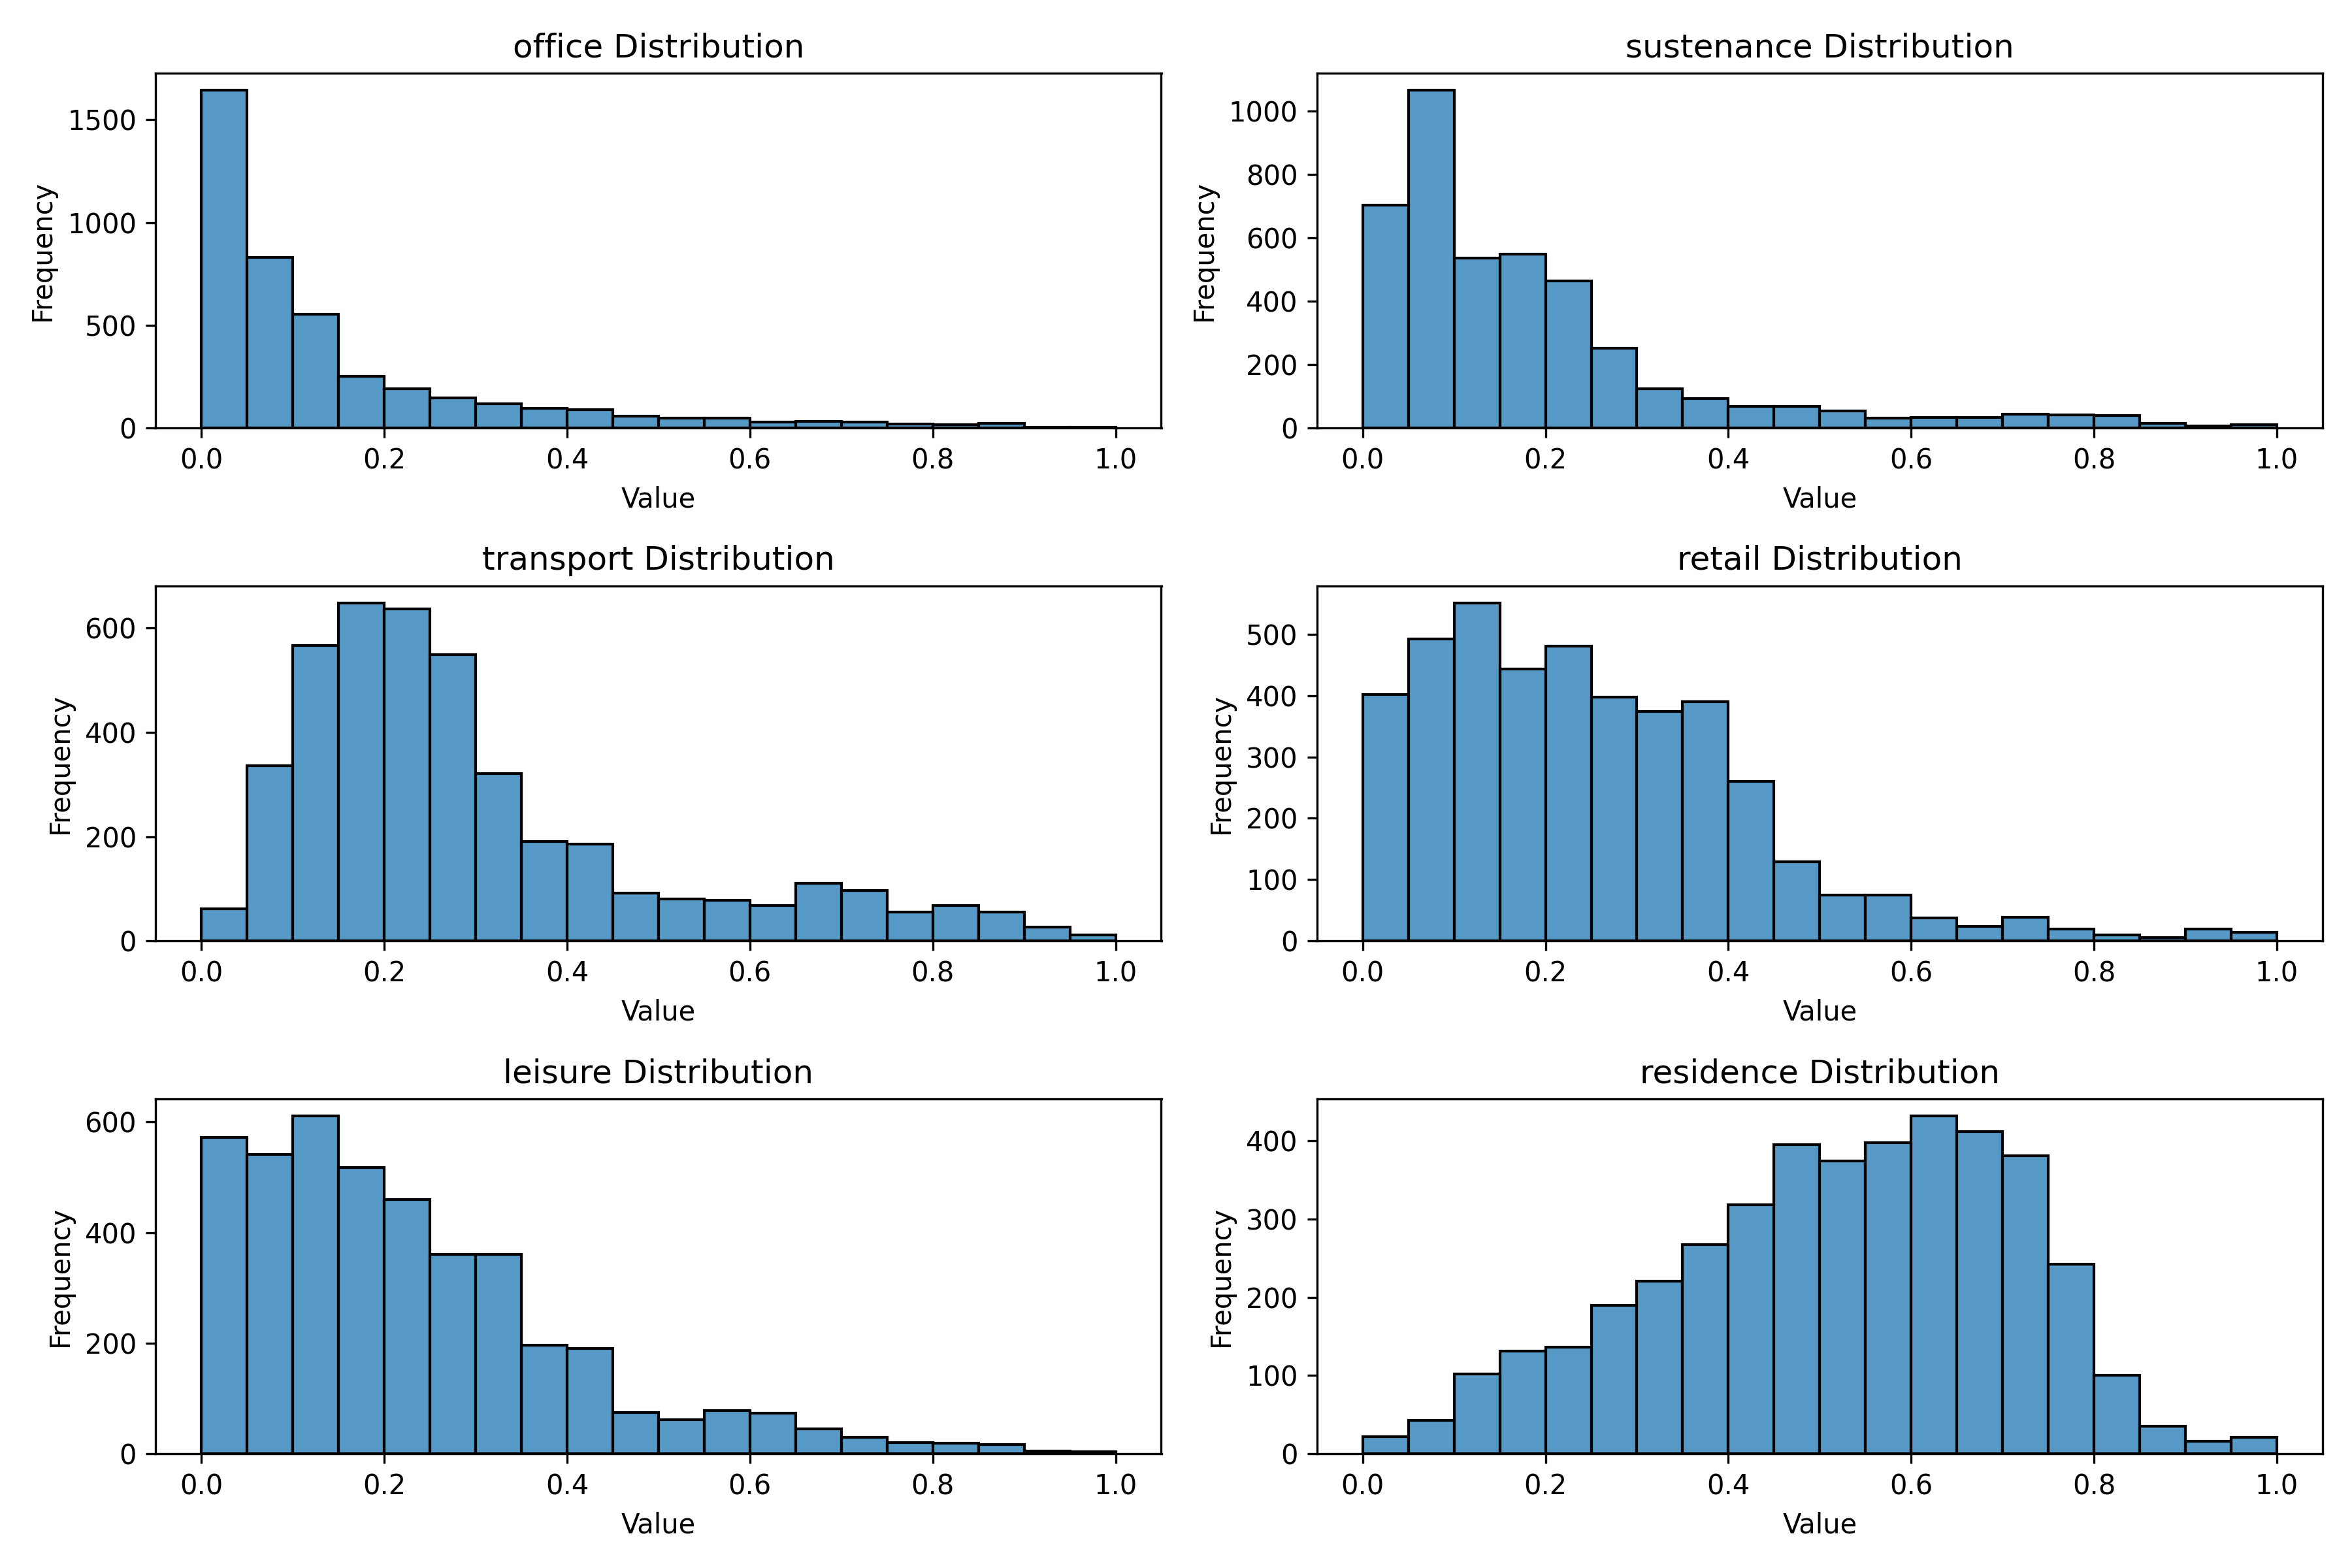 office Distribution
Frequency
1500
1000
500
0
0.0 0.2 0.4 0.6 0.8 1.0
Value
sustenance Distribution
Frequency
1000
800
600
400
200
0
0.0 0.2 0.4 0.6 0.8 1.0
Value
transport Distribution
Frequency
600
400
200
0
0.0 0.2 0.4 0.6 0.8 1.0
Value
retail Distribution
Frequency
500
400
300
200
100
0
0.0 0.2 0.4 0.6 0.8 1.0
Value
leisure Distribution
Frequency
600
400
200
0
0.0 0.2 0.4 0.6 0.8 1.0
Value
residence Distribution
Frequency
400
300
200
100
0
0.0 0.2 0.4 0.6 0.8 1.0
Value